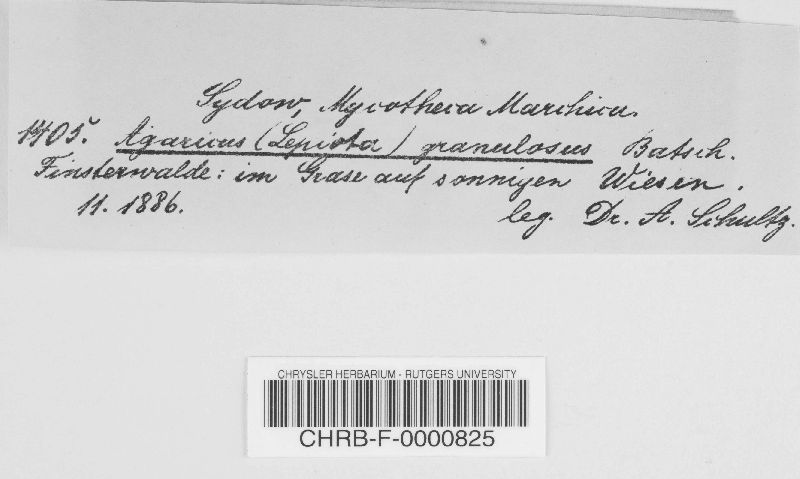 Sydow, Mycotheca Marchica.
1405. Agaricus (Lepiota) granulosus Batsch.
Finsterwalde: im Grase auf sonnigen Wiesen.
11. 1886.
leg. Dr. A. Schultz.
CHRYSLER HERBARIUM - RUTGERS UNIVERSITY
CHRB-F-0000825